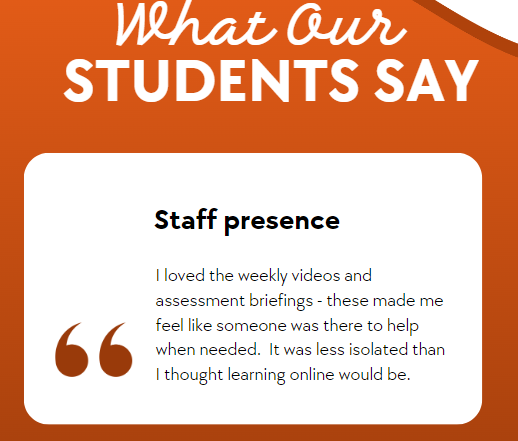 What Our
STUDENTS SAY
Staff presence
I loved the weekly videos and
assessment briefings - these made me
feel like someone was there to help
when needed.  It was less isolated than
I thought learning online would be.
“